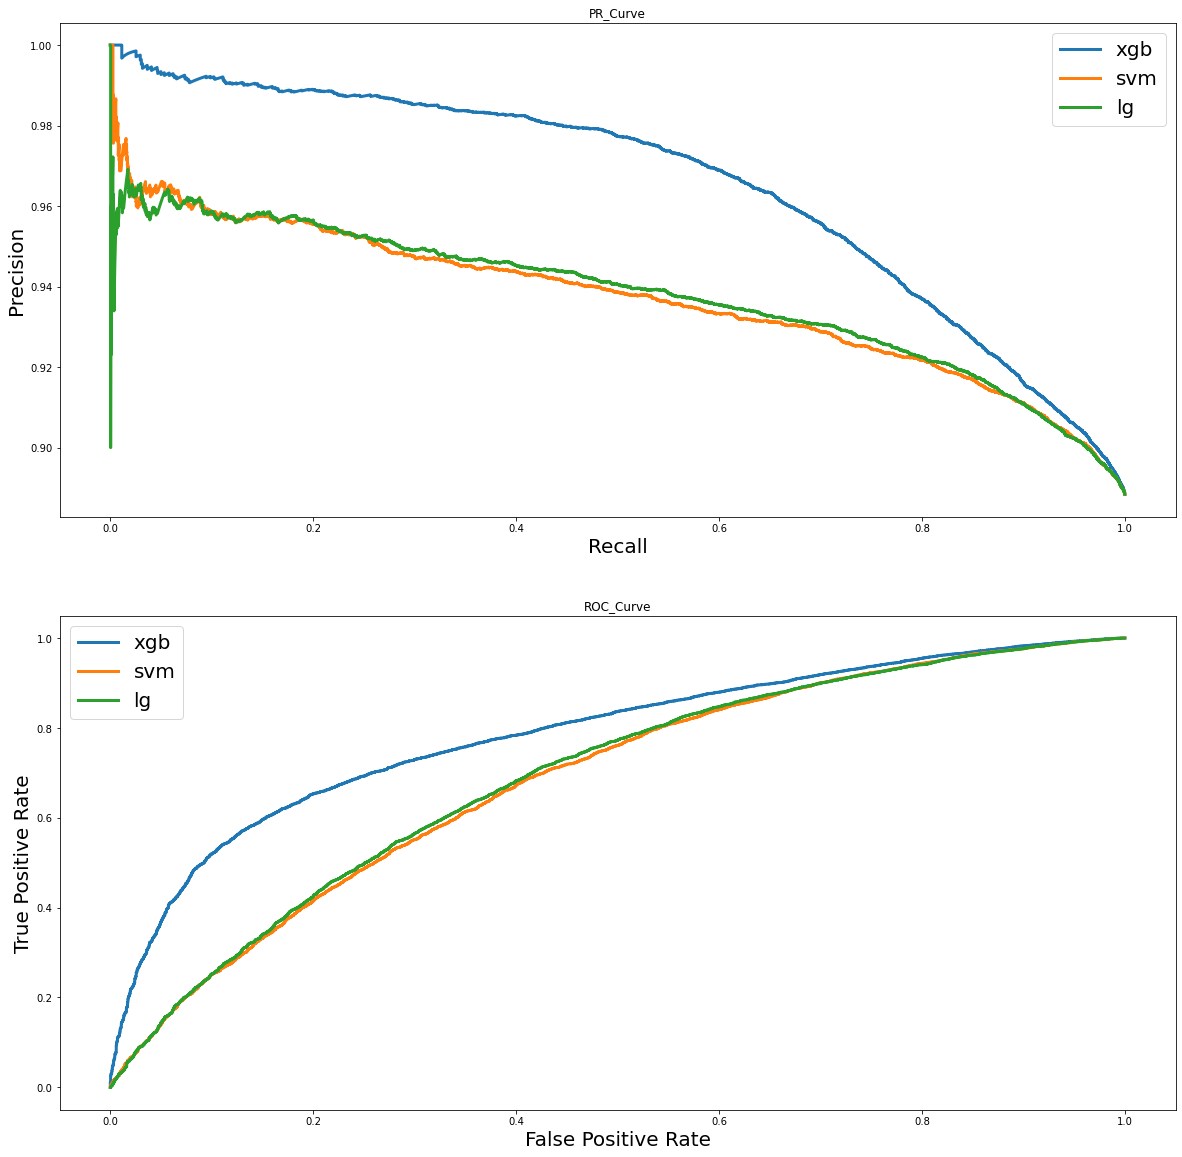 PR_Curve
1.00
0.98
0.96
0.94
0.92
0.90
Precision
xgb
svm
lg
0.0 0.2 0.4 0.6 0.8 1.0
Recall
ROC_Curve
1.0
0.8
0.6
0.4
0.2
0.0
True Positive Rate
xgb
svm
lg
0.0 0.2 0.4 0.6 0.8 1.0
False Positive Rate